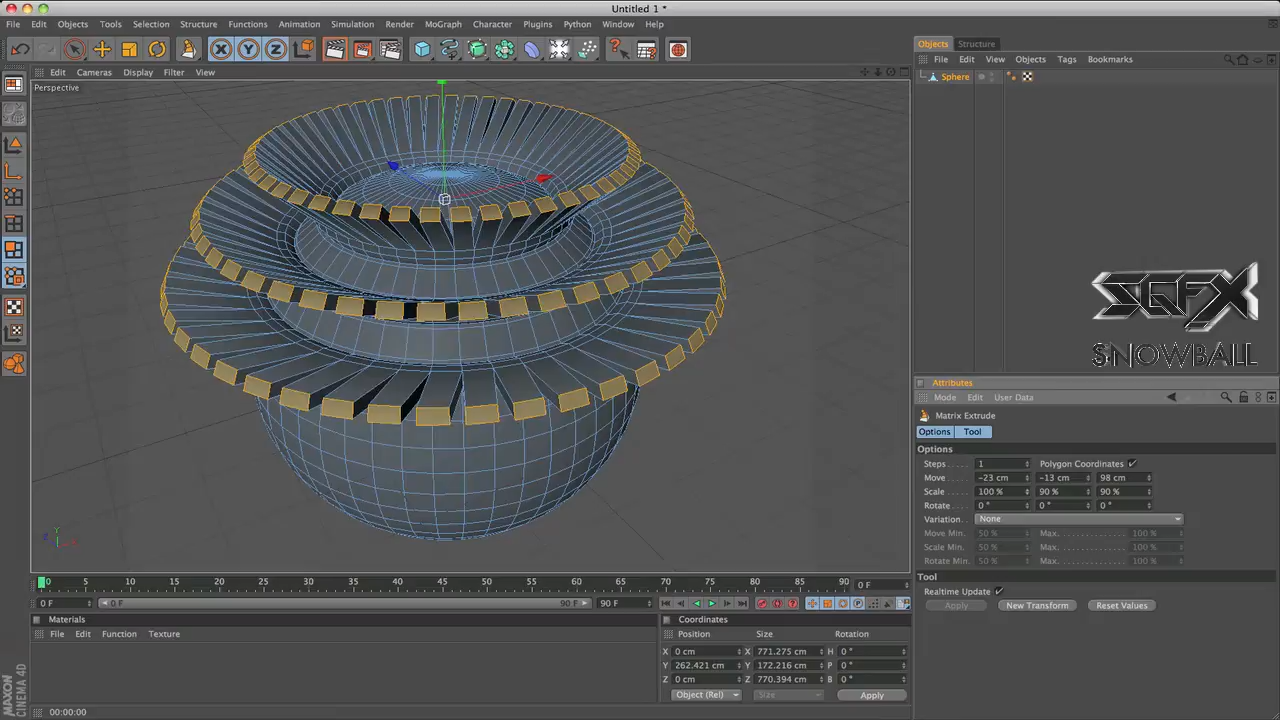 Untitled 1 *
File Edit Objects Tools Selection Structure Functions Animation Simulation Render MoGraph Character Plugins Python Window Help
X Y Z
Edit Cameras Display Filter View
Perspective
Objects Structure
File Edit View Objects Tags Bookmarks
Sphere
SGFX
SNOWBALL
Attributes
Mode Edit User Data
Matrix Extrude
Options Tool
Options
Steps . . . . . 1 Polygon Coordinates ✓
Move . . . . . -23 cm -13 cm 98 cm
Scale . . . . . 100 % 90 % 90 %
Rotate . . . . 0 ° 0 ° 0 °
Variation. . . . None
Move Min. 50 % Max. . . . . . . . . . . . . 100 %
Scale Min. 50 % Max. . . . . . . . . . . . . 100 %
Rotate Min. 50 % Max. . . . . . . . . . . . . 100 %
Tool
Realtime Update ✓
Apply New Transform Reset Values
Y
Z X
0 5 10 15 20 25 30 35 40 45 50 55 60 65 70 75 80 85 90 0 F
0 F 0 F 90 F 90 F
Materials
File Edit Function Texture
Coordinates
Position Size Rotation
X 0 cm X 771.275 cm H 0 °
Y 262.421 cm Y 172.216 cm P 0 °
Z 0 cm Z 770.394 cm B 0 °
Object (Rel) Size Apply
MAXON
CINEMA 4D
00:00:00